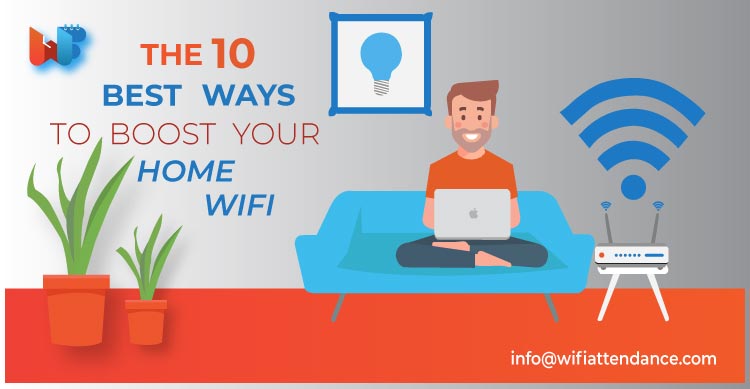 THE 10
BEST WAYS
TO BOOST YOUR
HOME
WIFI
info@wifiattendance.com